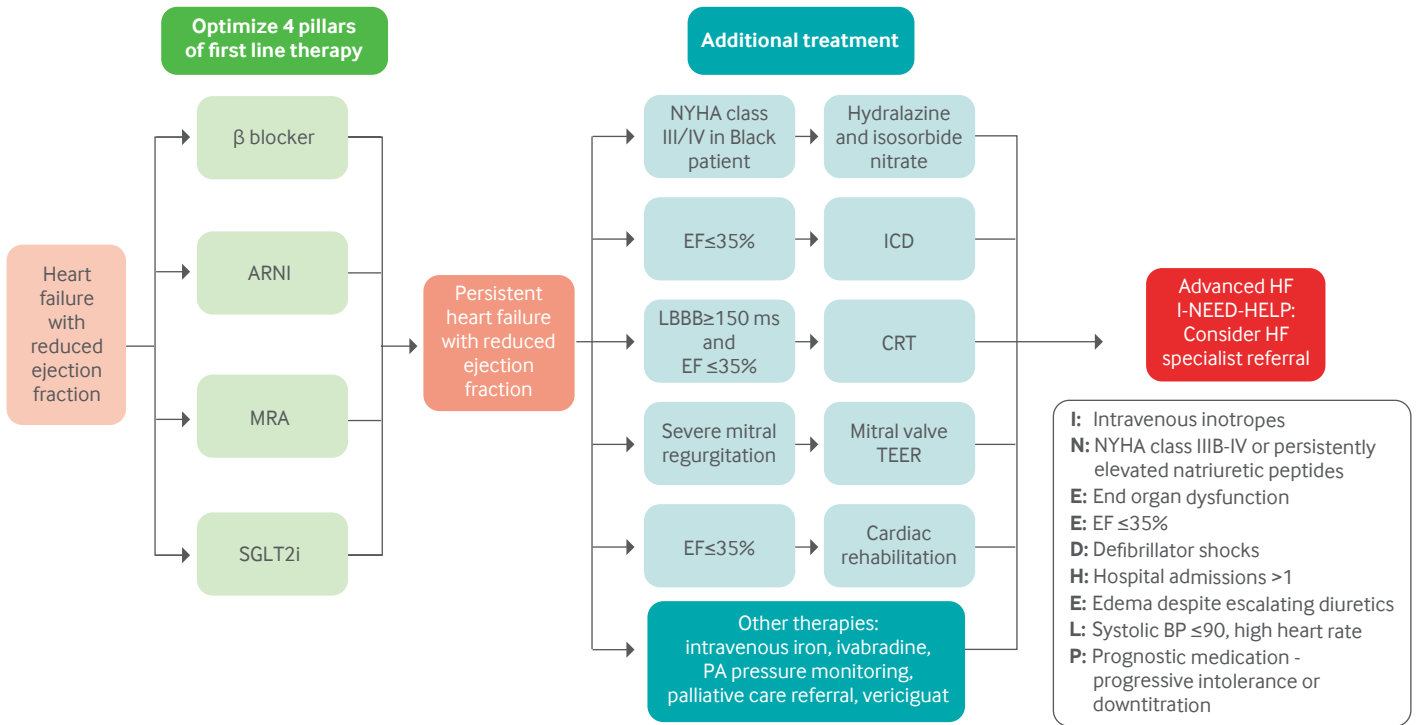 Optimize 4 pillars
of first line therapy
Additional treatment
Heart
failure
with
reduced
ejection
fraction
β blocker
ARNI
MRA
SGLT2i
Persistent
heart failure
with reduced
ejection
fraction
NYHA class
III/IV in Black
patient
Hydralazine
and isosorbide
nitrate
EF≤35%
ICD
LBBB≥150 ms
and
EF ≤35%
CRT
Severe mitral
regurgitation
Mitral valve
TEER
EF≤35%
Cardiac
rehabilitation
Other therapies:
intravenous iron, ivabradine,
PA pressure monitoring,
palliative care referral, vericiguat
Advanced HF
I-NEED-HELP:
Consider HF
specialist referral
I: Intravenous inotropes
N: NYHA class IIIB-IV or persistently
elevated natriuretic peptides
E: End organ dysfunction
E: EF ≤35%
D: Defibrillator shocks
H: Hospital admissions >1
E: Edema despite escalating diuretics
L: Systolic BP ≤90, high heart rate
P: Prognostic medication -
progressive intolerance or
downtitration